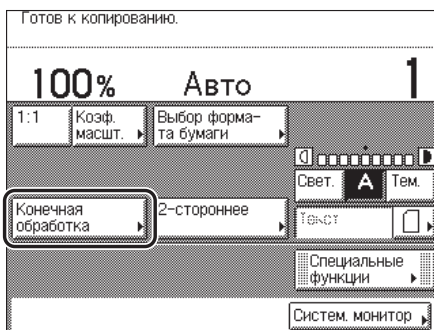 Готов к копированию.
100% Авто 1
1:1 Коэф. масшт. Выбор форма-
та бумаги
Свет. A Тем.
Конечная
обработка
2-стороннее
Текст
Специальные
функции
Систем. монитор